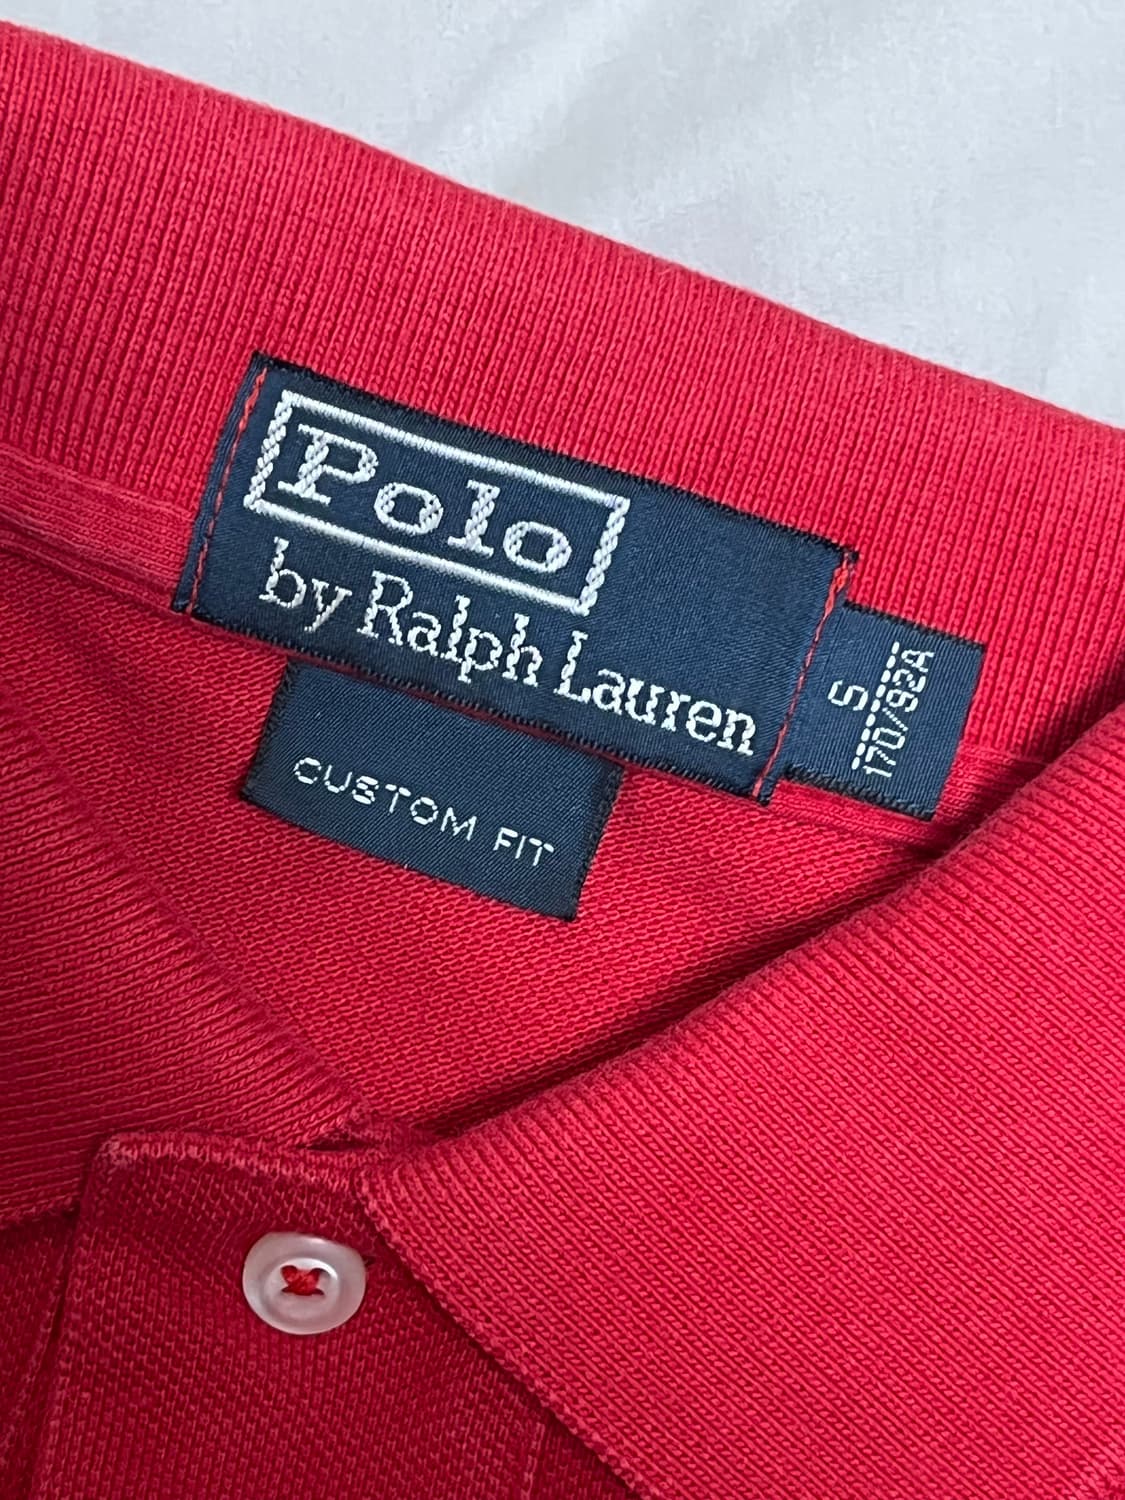 Polo
by Ralph Lauren
S
170/92A
CUSTOM FIT